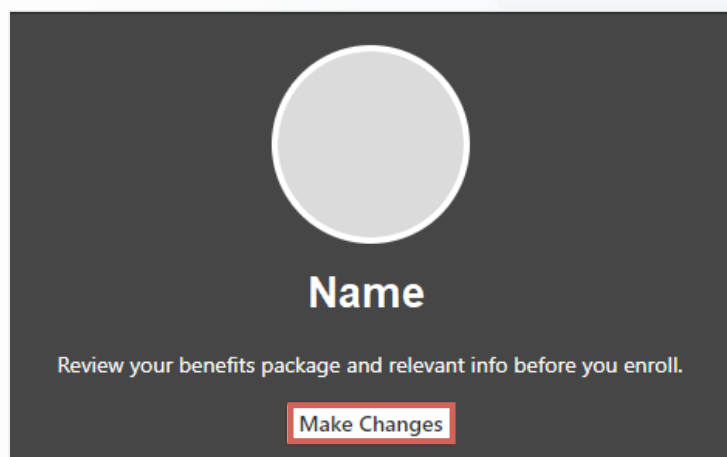 Name
Review your benefits package and relevant info before you enroll.
Make Changes